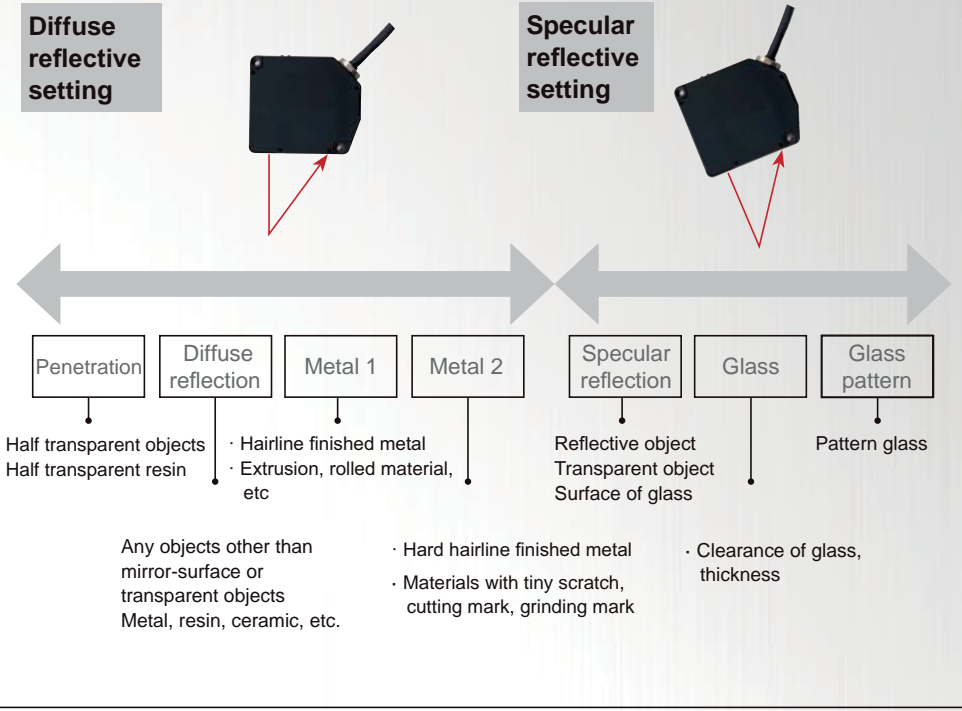 Diffuse
reflective
setting
Specular
reflective
setting
Penetration
Diffuse
reflection
Metal 1
Metal 2
Specular
reflection
Glass
Glass
pattern
Half transparent objects
Half transparent resin
· Hairline finished metal
· Extrusion, rolled material,
etc
Reflective object
Transparent object
Surface of glass
Pattern glass
Any objects other than
mirror-surface or
transparent objects
Metal, resin, ceramic, etc.
· Hard hairline finished metal
· Materials with tiny scratch,
cutting mark, grinding mark
· Clearance of glass,
thickness